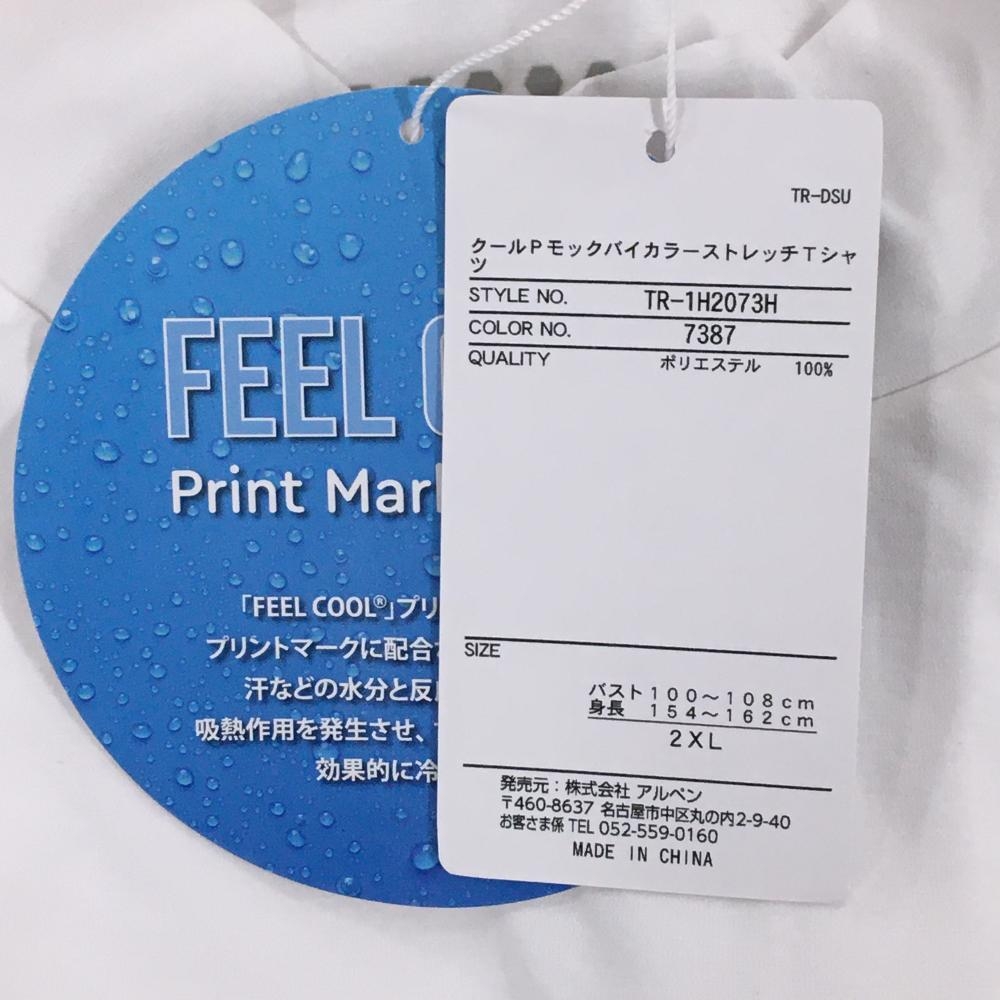 FEEL
Print Mar
「FEEL COOL®」プリ
プリントマークに配合
汗などの水分と反
吸熱作用を発生させ、
効果的に冷
TR-DSU
クールPモックバイカラーストレッチTシャ
ツ
STYLE NO. TR-1H2073H
COLOR NO. 7387
QUALITY ポリエステル 100%
SIZE
バスト100～108cm
身長 154～162cm
2XL
発売元:株式会社 アルペン
〒460-8637 名古屋市中区丸の内2-9-40
お客さま係 TEL 052-559-0160
MADE IN CHINA